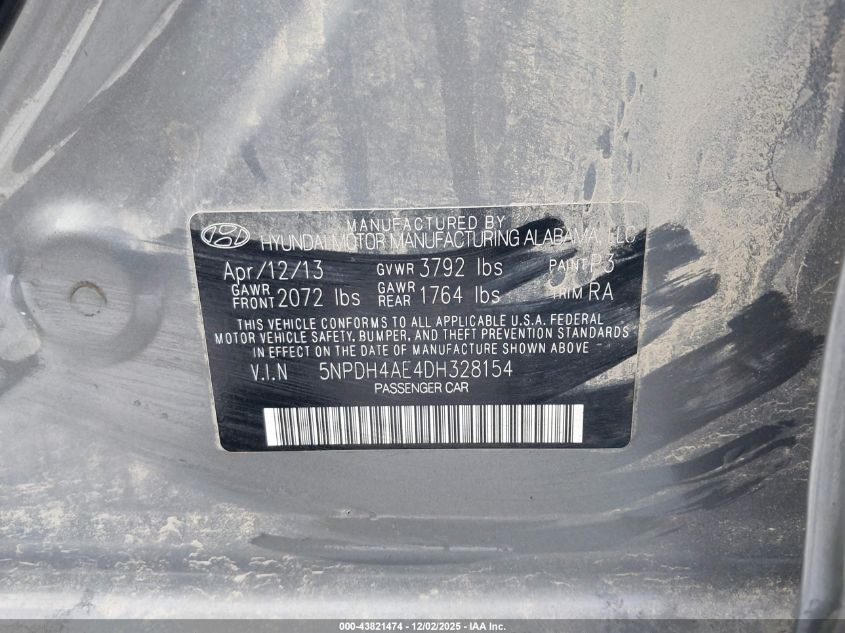 MANUFACTURED BY
HYUNDAI MOTOR MANUFACTURING ALABAMA, LLC
Apr/12/13 GVWR 3792 lbs PAINT P3
GAWR FRONT 2072 lbs GAWR REAR 1764 lbs TRIM RA
THIS VEHICLE CONFORMS TO ALL APPLICABLE U.S.A. FEDERAL
MOTOR VEHICLE SAFETY, BUMPER, AND THEFT PREVENTION STANDARDS
IN EFFECT ON THE DATE OF MANUFACTURE SHOWN ABOVE
V.I.N 5NPDH4AE4DH328154
PASSENGER CAR
000-43821474 - 12/02/2025 - IAA Inc.